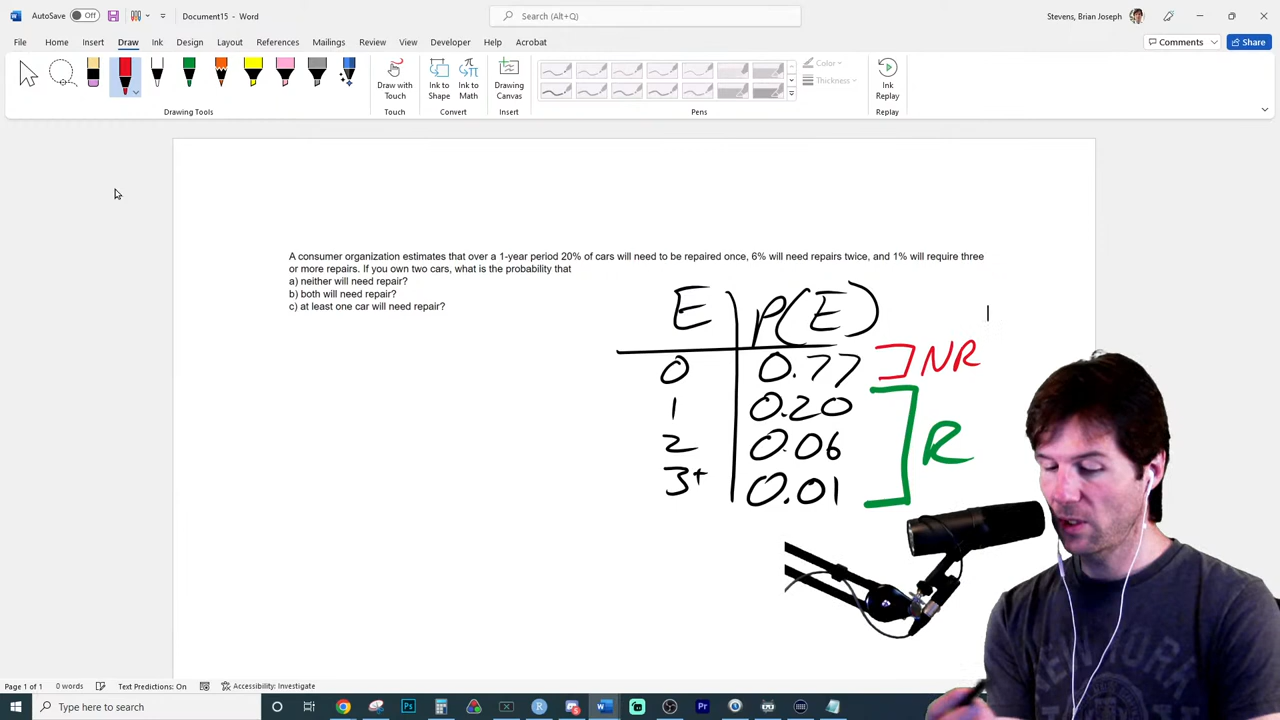 AutoSave Off Document15 - Word Search (Alt+Q) Stevens, Brian Joseph
File Home Insert Draw Ink Design Layout References Mailings Review View Developer Help Acrobat Comments Share
Draw with Touch Ink to Shape Ink to Math Drawing Canvas Color Thickness Ink Replay
Drawing Tools Touch Convert Insert Pens Replay
A consumer organization estimates that over a 1-year period 20% of cars will need to be repaired once, 6% will need repairs twice, and 1% will require three
or more repairs. If you own two cars, what is the probability that
a) neither will need repair?
b) both will need repair?
c) at least one car will need repair?
E P(E)
0 0.77 NR
1 0.20
2 0.06 R
3+ 0.01
NEW YORK
Page 1 of 1 0 words Text Predictions: On Accessibility: Investigate
Type here to search